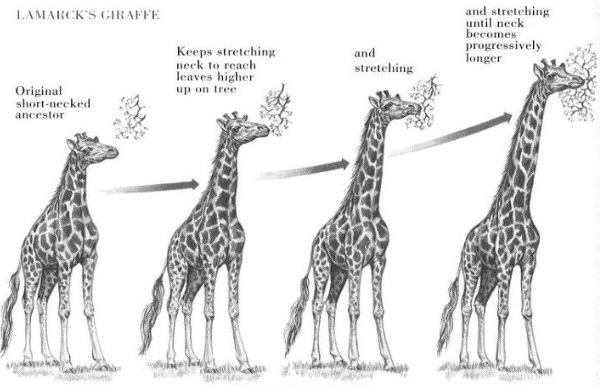 LAMARCK'S GIRAFFE
Original
short-necked
ancestor
Keeps stretching
neck to reach
leaves higher
up on tree
and
stretching
and stretching
until neck
becomes
progressively
longer